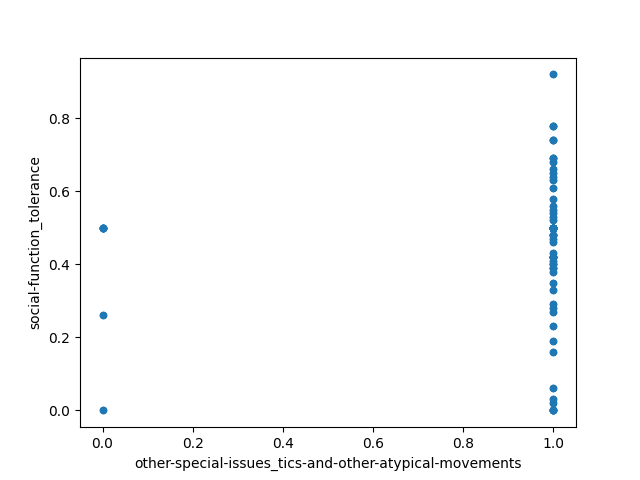 0.8
0.6
0.4
0.2
0.0
social-function_tolerance
0.0 0.2 0.4 0.6 0.8 1.0
other-special-issues_tics-and-other-atypical-movements